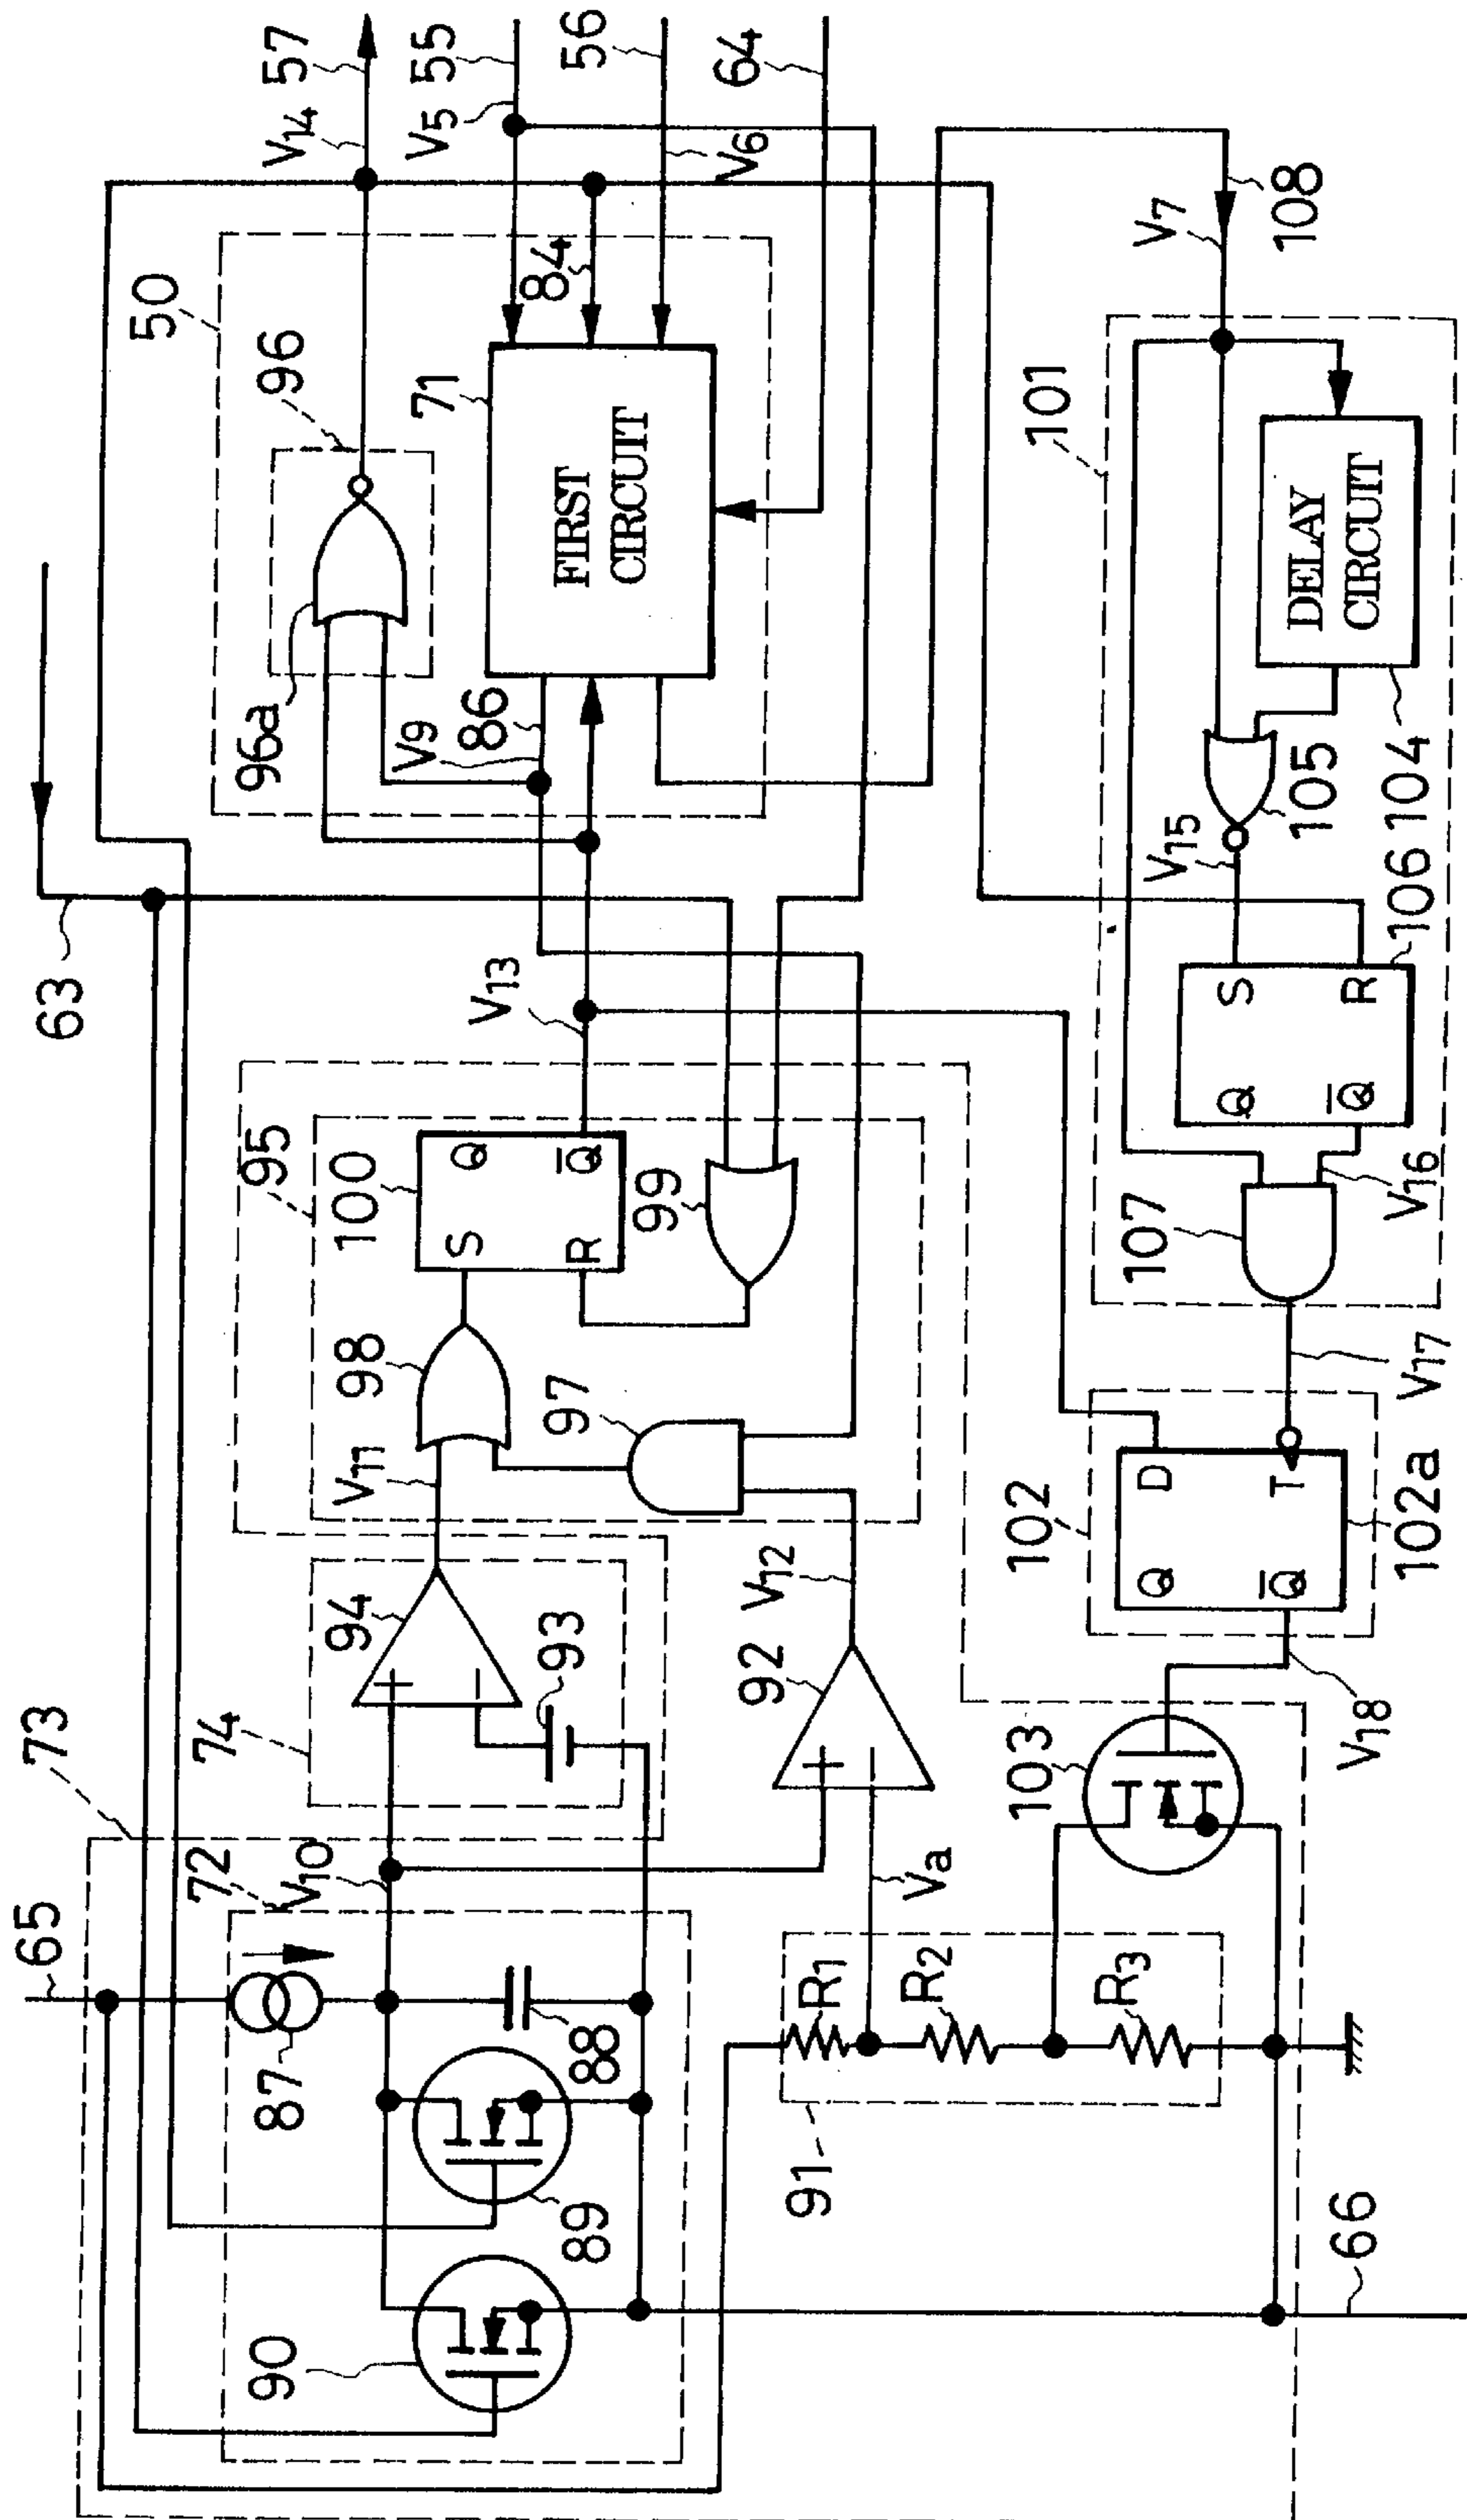 57
V14
55
V5
56
V6
64
50
84
96
71
FIRST
CIRCUIT
96a
V9
86
V7
108
101
DELAY
CIRCUIT
105
104
V15
106
S
R
Q
Q̅
V16
107
V17
63
V13
95
100
Q
Q̅
S
R
99
98
97
V11
V12
102
D
T
Q
Q̅
102a
94
+
−
93
74
73
92
+
−
103
V18
72
V10
65
87
88
Va
R1
R2
R3
91
89
90
66